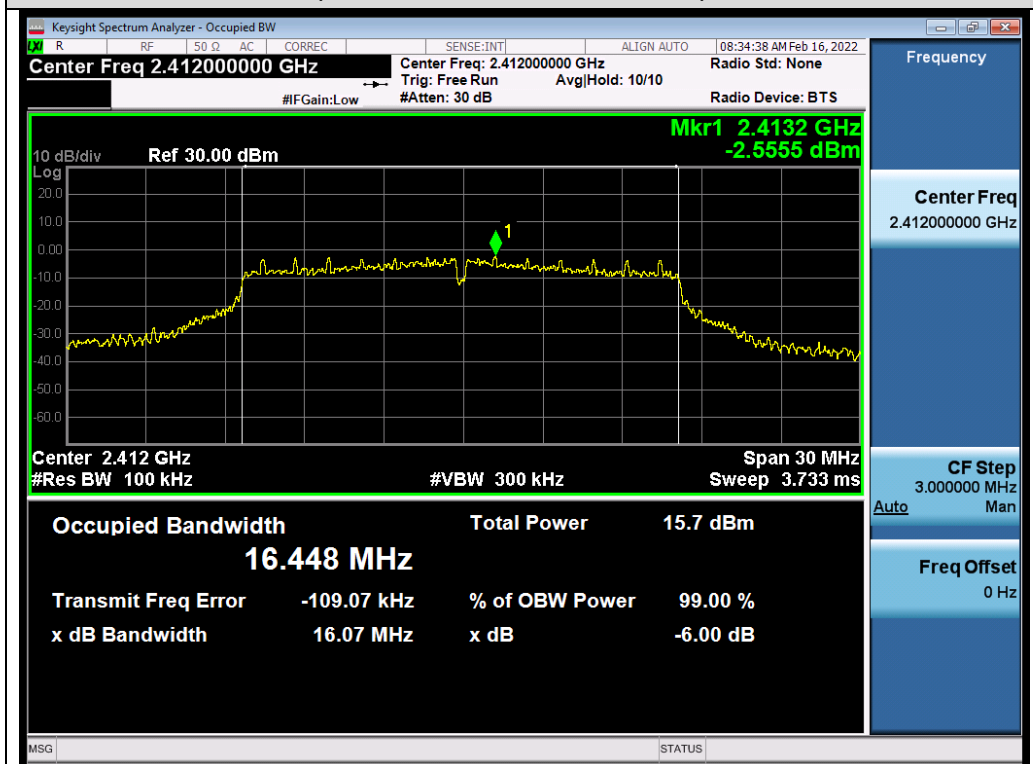 Keysight Spectrum Analyzer - Occupied BW
LXI R RF 50 Ω AC CORREC SENSE:INT ALIGN AUTO 08:34:38 AM Feb 16, 2022
Center Freq 2.412000000 GHz Center Freq: 2.412000000 GHz Radio Std: None
Trig: Free Run Avg|Hold: 10/10
#IFGain:Low #Atten: 30 dB Radio Device: BTS
Mkr1 2.4132 GHz
10 dB/div Ref 30.00 dBm -2.5555 dBm
Log
20.0
10.0
0.00
-10.0
-20.0
-30.0
-40.0
-50.0
-60.0
1
Center 2.412 GHz Span 30 MHz
#Res BW 100 kHz #VBW 300 kHz Sweep 3.733 ms
Occupied Bandwidth Total Power 15.7 dBm
16.448 MHz
Transmit Freq Error -109.07 kHz % of OBW Power 99.00 %
x dB Bandwidth 16.07 MHz x dB -6.00 dB
MSG STATUS
Frequency
Center Freq
2.412000000 GHz
CF Step
3.000000 MHz
Auto Man
Freq Offset
0 Hz